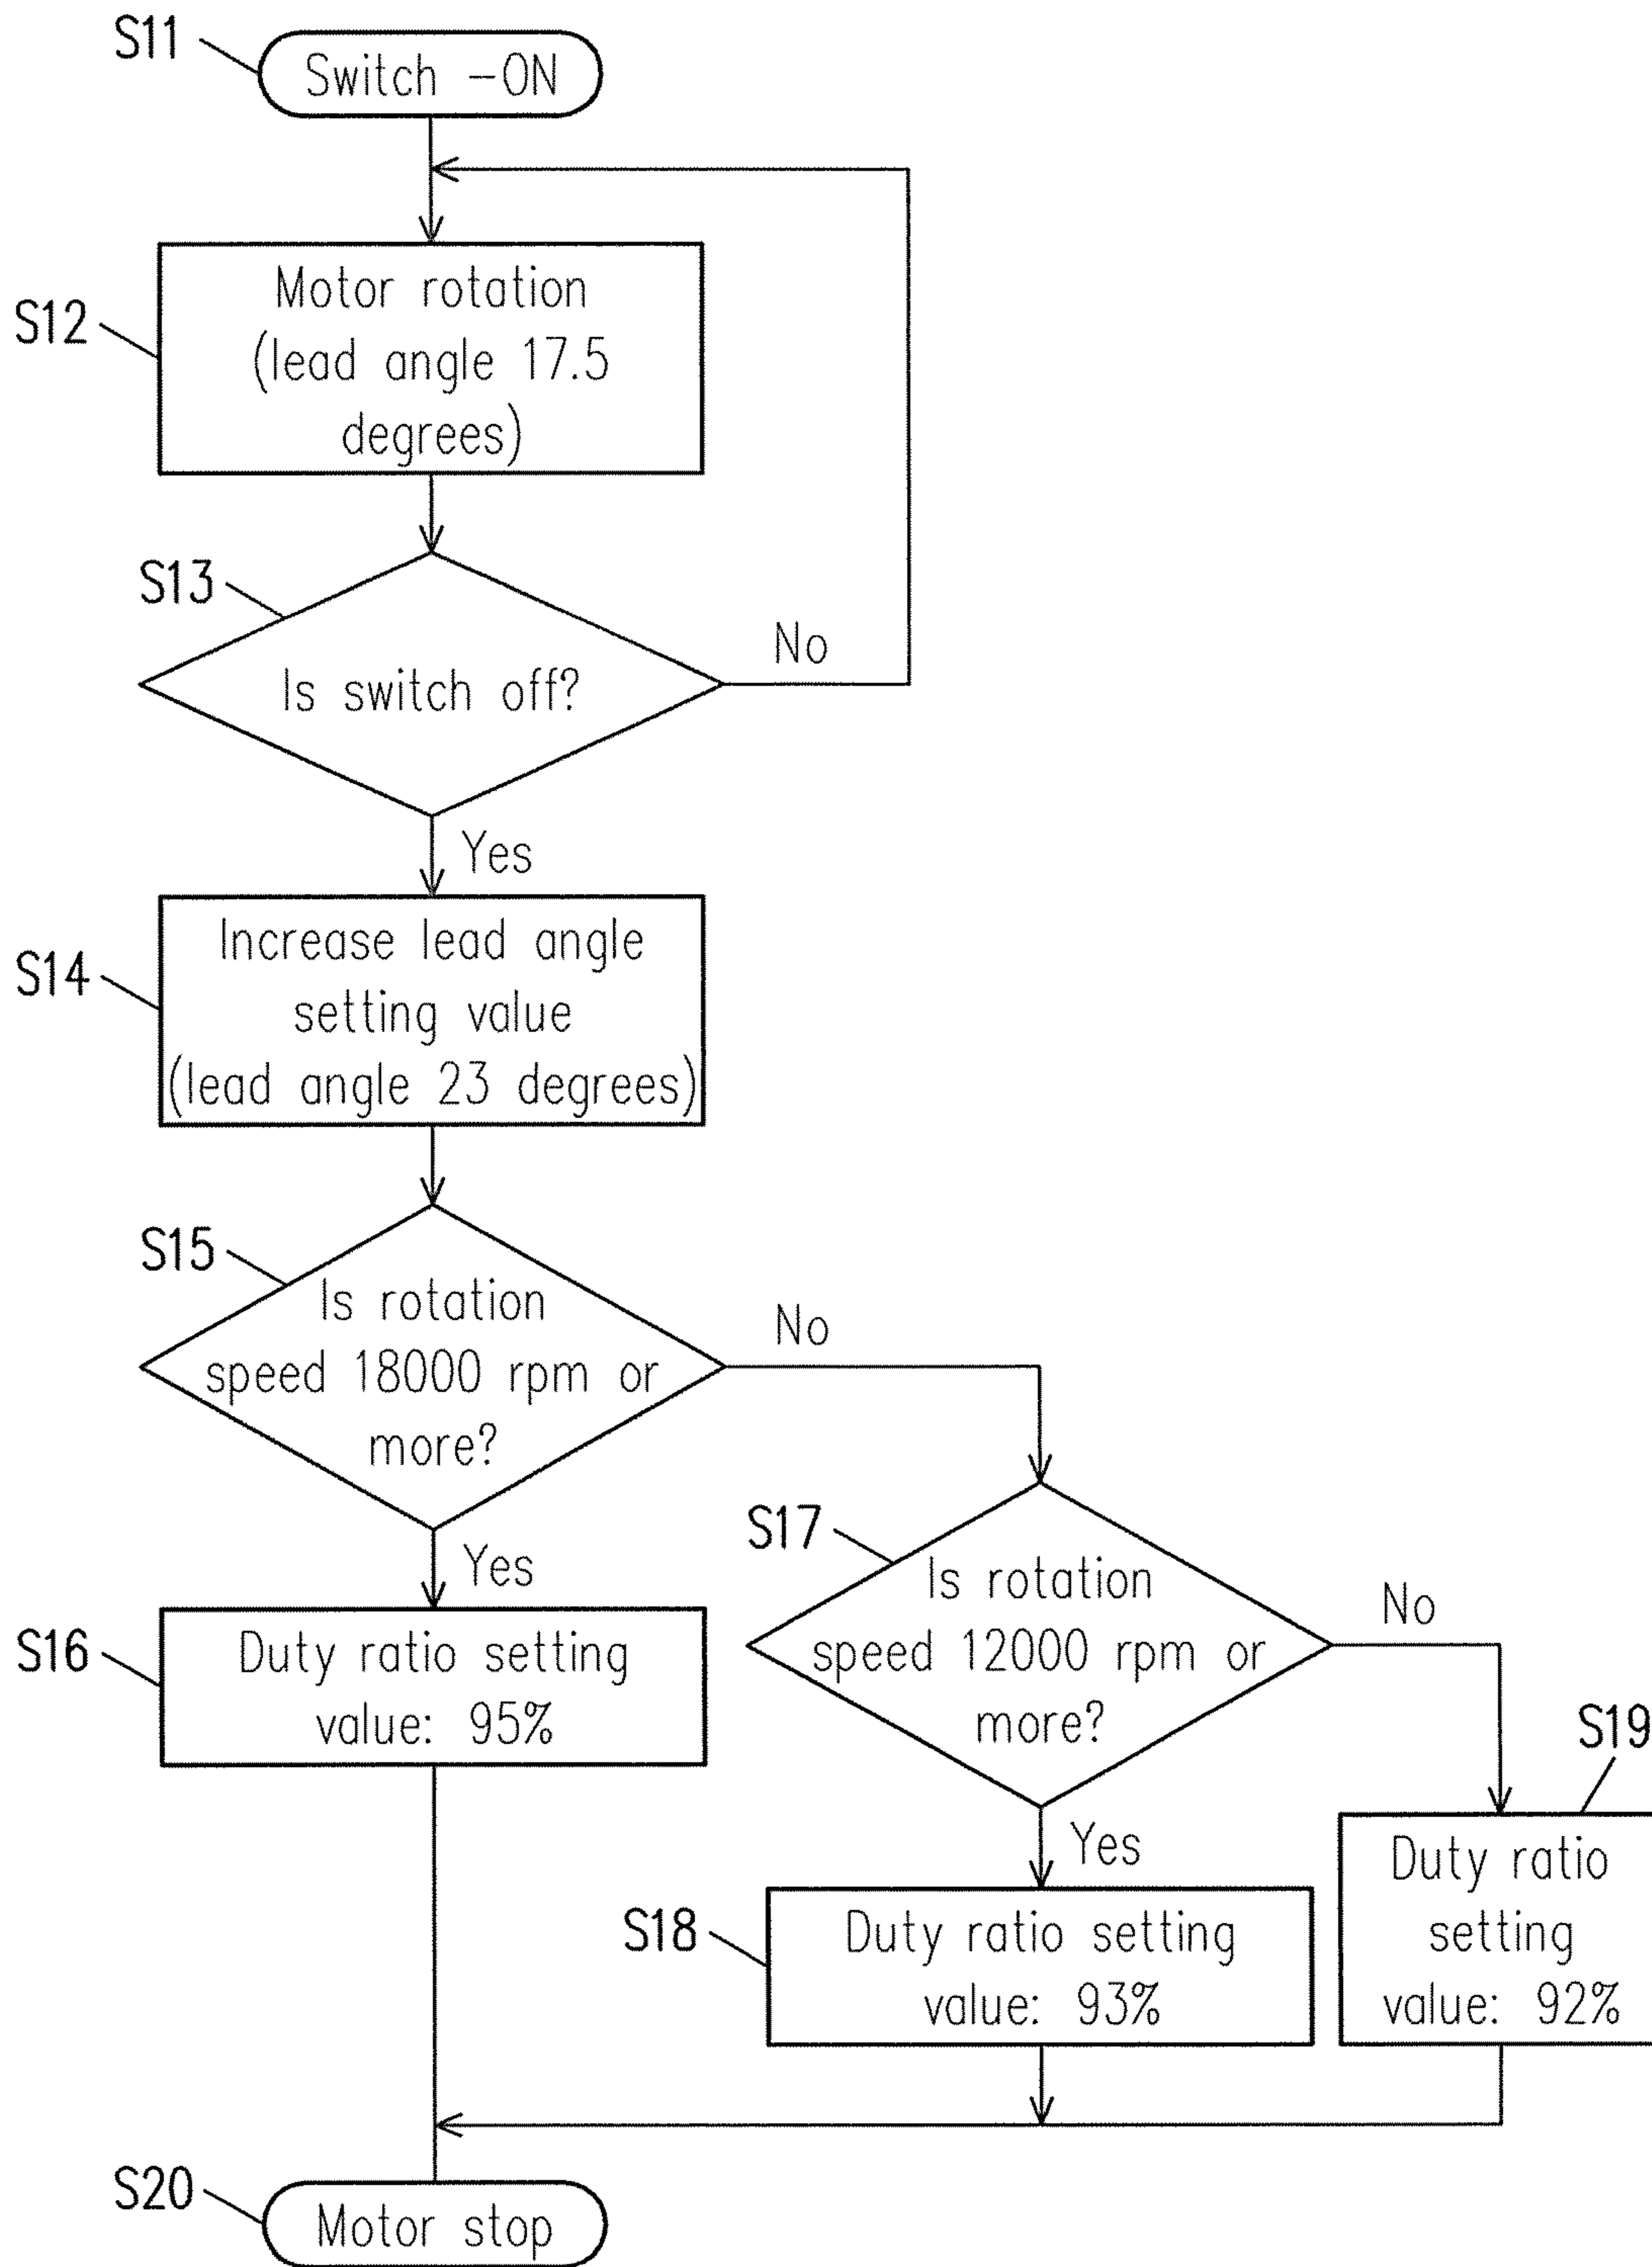 S11
Switch -ON
S12
Motor rotation
(lead angle 17.5
degrees)
S13
Is switch off?
No
Yes
S14
Increase lead angle
setting value
(lead angle 23 degrees)
S15
Is rotation
speed 18000 rpm or
more?
No
Yes
S16
Duty ratio setting
value: 95%
S17
Is rotation
speed 12000 rpm or
more?
No
Yes
S18
Duty ratio setting
value: 93%
S19
Duty ratio
setting
value: 92%
S20
Motor stop